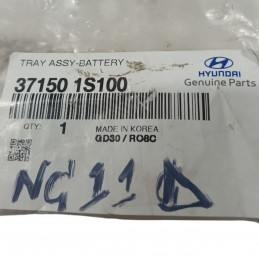 TRAY ASSY-BATTERY
37150 1S100
HYUNDAI
Genuine Parts
QTY: 1
MADE IN KOREA
GD30 / RO8C
NG 11 D